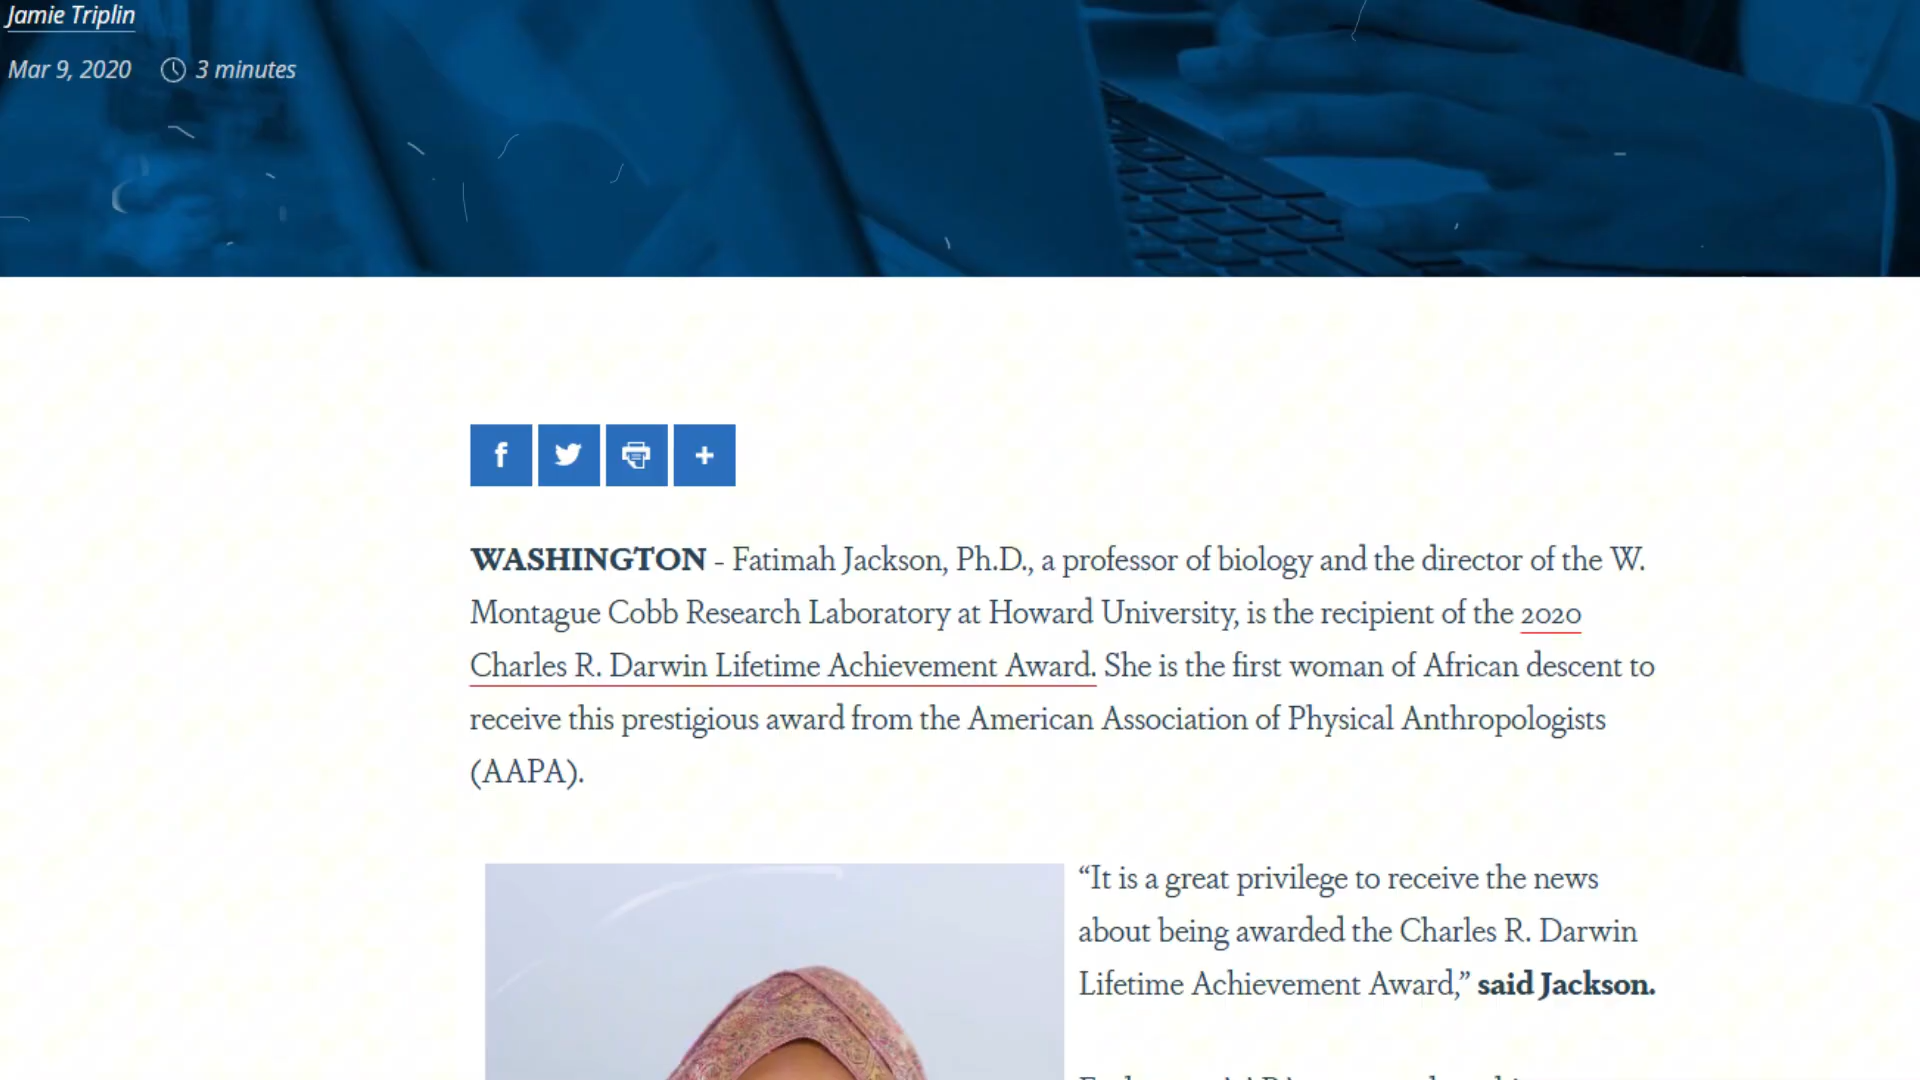 Jamie Triplin
Mar 9, 2020 3 minutes
WASHINGTON - Fatimah Jackson, Ph.D., a professor of biology and the director of the W.
Montague Cobb Research Laboratory at Howard University, is the recipient of the 2020
Charles R. Darwin Lifetime Achievement Award. She is the first woman of African descent to
receive this prestigious award from the American Association of Physical Anthropologists
(AAPA).
“It is a great privilege to receive the news
about being awarded the Charles R. Darwin
Lifetime Achievement Award,” said Jackson.